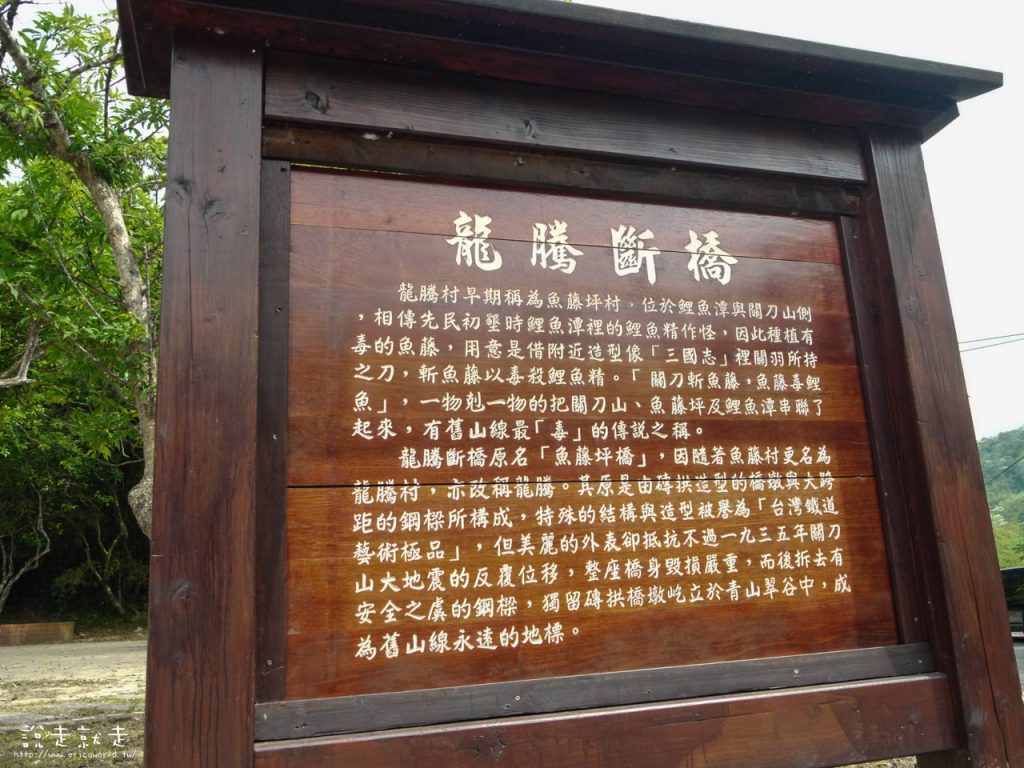 龍騰斷橋
龍騰村早期稱為魚藤坪村，位於鯉魚潭與關刀山側
，相傳先民初墾時鯉魚潭裡的鯉魚精作怪，因此種植有
毒的魚藤，用意是借附近造型像「三國志」裡關羽所持
之刀，斬魚藤以毒殺鯉魚精。「關刀斬魚藤，魚藤毒鯉
魚」，一物剋一物的把關刀山、魚藤坪及鯉魚潭串聯了
起來，有舊山線最「毒」的傳說之稱。
龍騰斷橋原名「魚藤坪橋」，因隨著魚藤村更名為
龍騰村，亦改稱龍騰。其原是由磚拱造型的橋墩與大跨
距的鋼樑所構成，特殊的結構與造型被譽為「台灣鐵道
藝術極品」，但美麗的外表卻抵抗不過一九三五年關刀
山大地震的反覆位移，整座橋身毀損嚴重，而後拆去有
安全之虞的鋼樑，獨留磚拱橋墩屹立於青山翠谷中，成
為舊山線永遠的地標。
說走就走
http://www.ericaworld.tw/